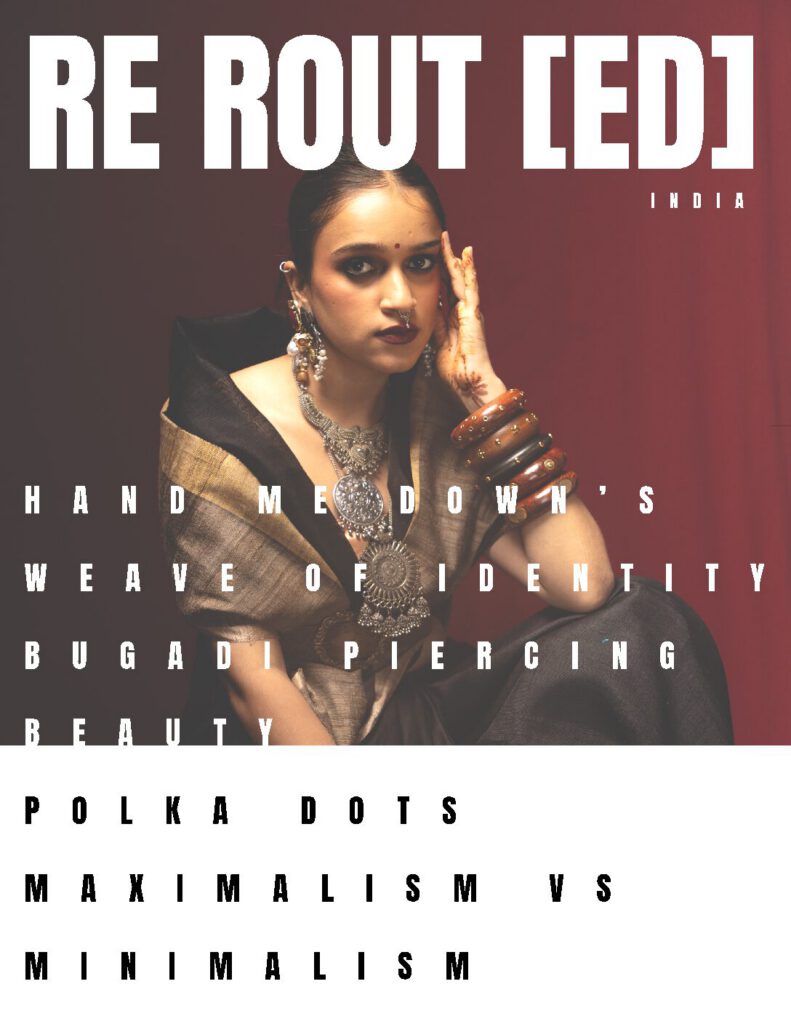 RE ROUT [ED]
INDIA
HAND ME DOWN'S
WEAVE OF IDENTITY
BUGADI PIERCING
BEAUTY
POLKA DOTS
MAXIMALISM VS
MINIMALISM